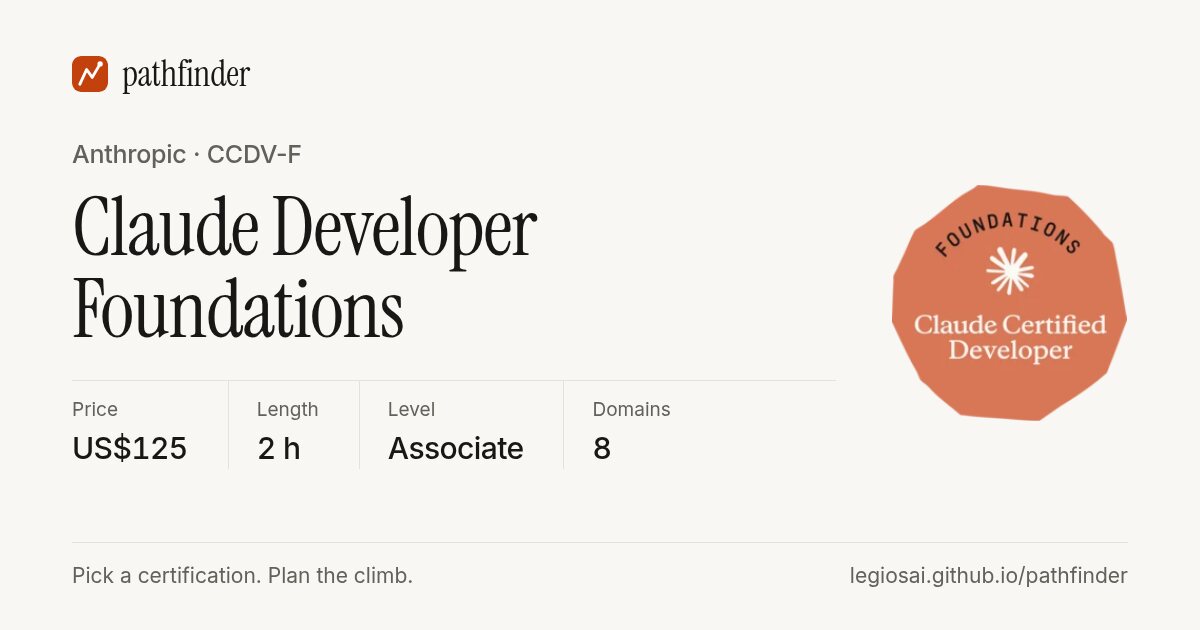 pathfinder
Anthropic · CCDV-F
Claude Developer
Foundations
FOUNDATIONS
Claude Certified
Developer
Price
US$125
Length
2 h
Level
Associate
Domains
8
Pick a certification. Plan the climb.
legiosai.github.io/pathfinder